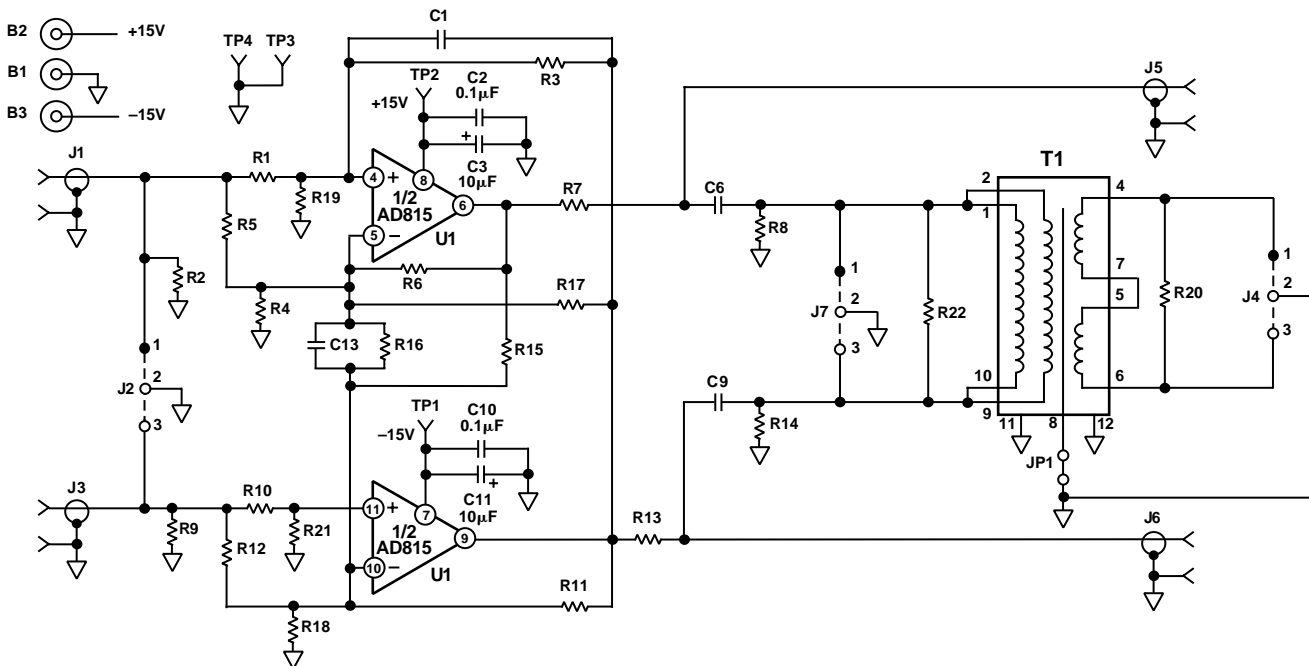 B2
+15V
B1
B3
–15V
TP4
TP3
C1
R3
TP2
+15V
C2
0.1µF
C3
10µF
J1
R1
R19
R5
R2
R4
4
+
8
1/2
AD815
6
5
–
U1
R6
R7
R17
C13
R16
R15
J2
1
2
3
TP1
–15V
C10
0.1µF
C11
10µF
J3
R9
R10
R21
R12
R18
11
+
7
1/2
AD815
9
10
–
U1
R11
R13
C6
R8
J7
1
2
3
R22
C9
R14
J5
T1
2
1
10
9
11
8
12
4
7
5
6
JP1
R20
J4
1
2
3
J6